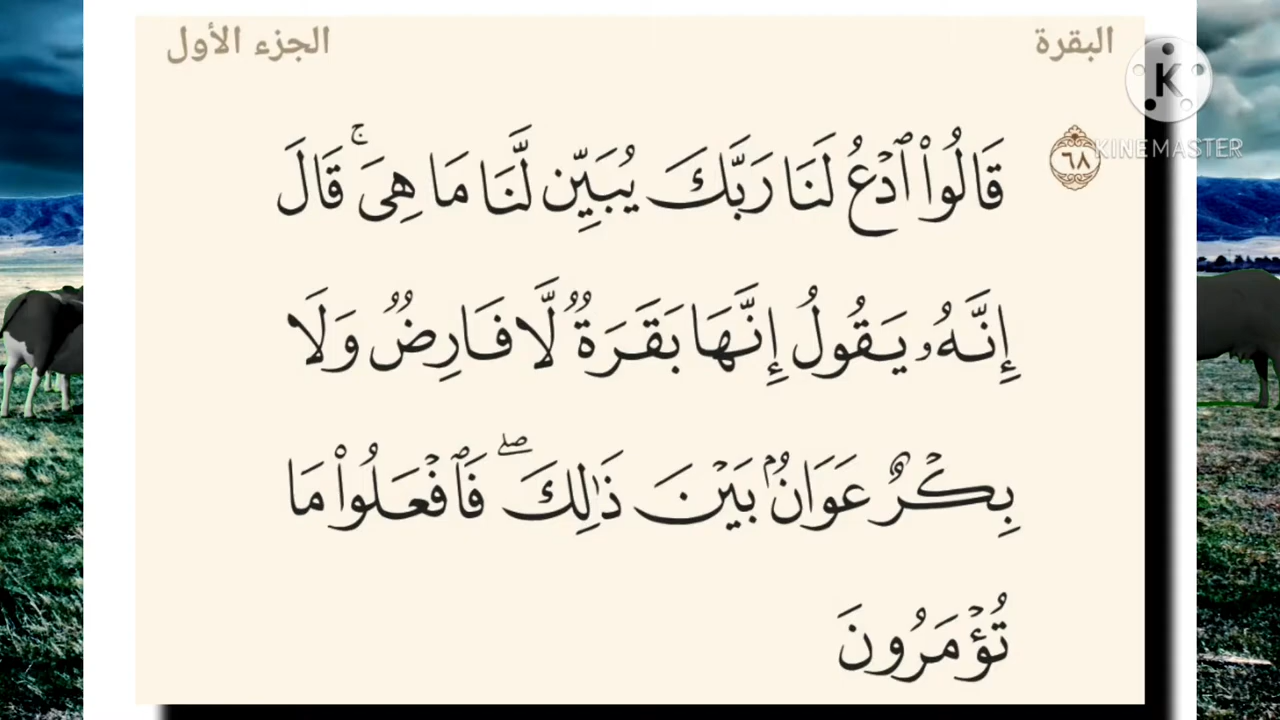 البقرة
الجزء الأول
K
KINEMASTER
٦٨
قَالُوا۟ ٱدْعُ لَنَا رَبَّكَ يُبَيِّن لَّنَا مَا هِىَ ۚ قَالَ
إِنَّهُۥ يَقُولُ إِنَّهَا بَقَرَةٌ لَّا فَارِضٌ وَلَا
بِكْرٌ عَوَانٌۢ بَيْنَ ذَٰلِكَ ۖ فَٱفْعَلُوا۟ مَا
تُؤْمَرُونَ